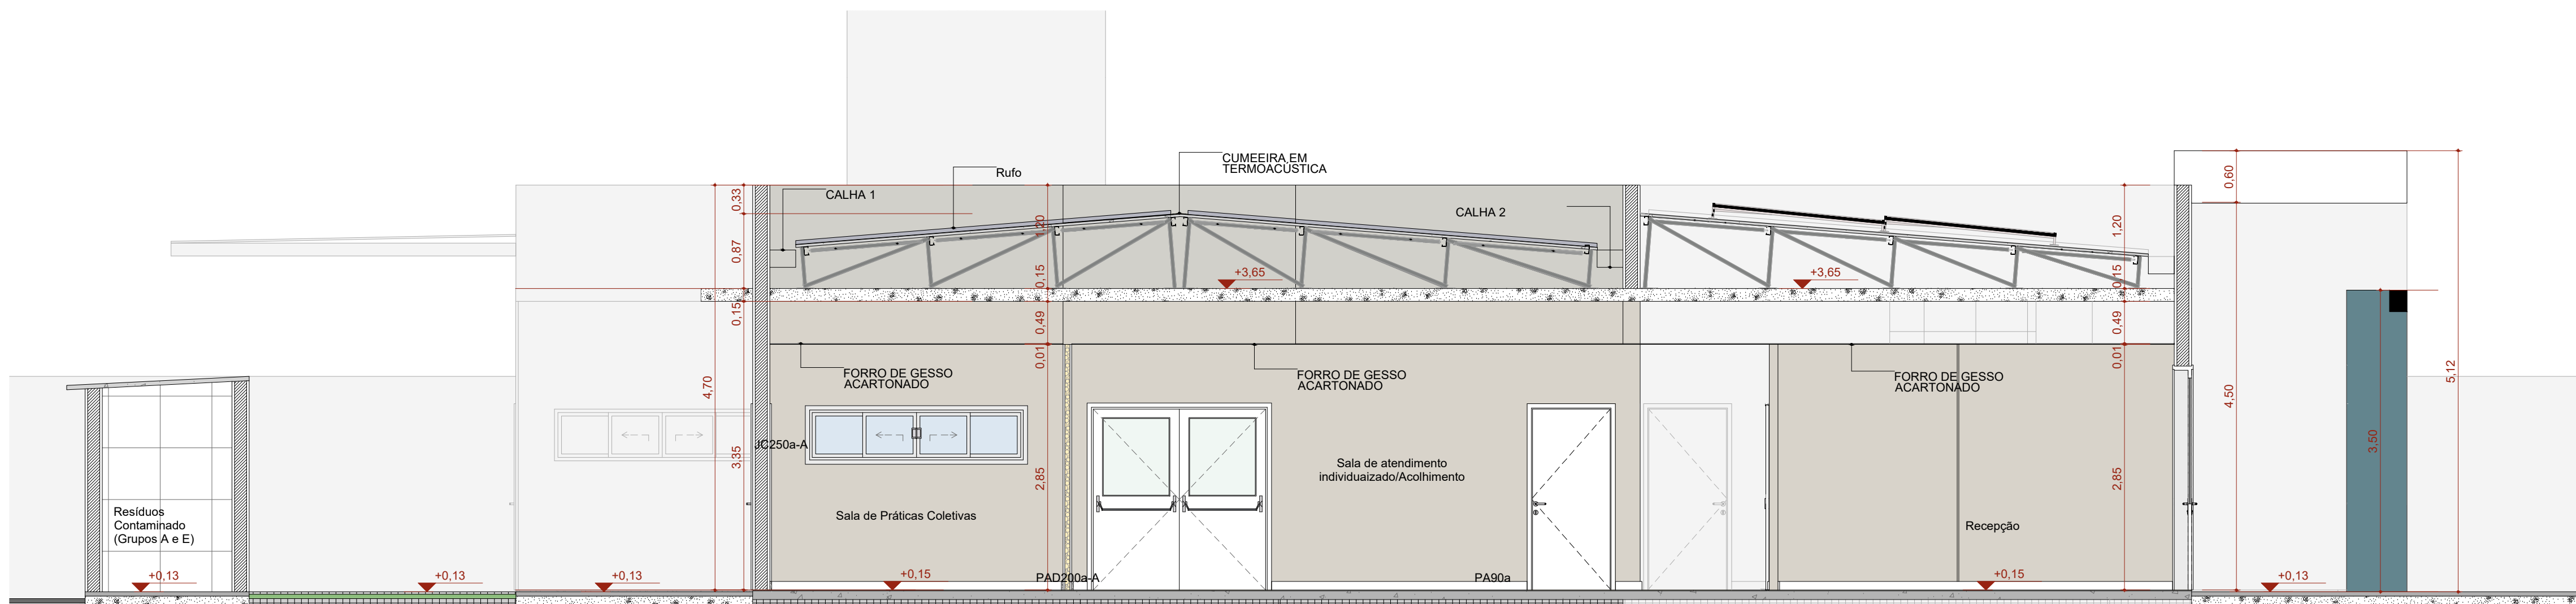 CUMEEIRA EM
TERMOACÚSTICA
Rufo
CALHA 1
CALHA 2
0,33
0,87
0,15
4,70
3,35
1,20
0,15
0,49
0,01
2,85
+3,65
+3,65
1,20
0,15
0,49
0,01
2,85
0,60
4,50
5,12
3,50
FORRO DE GESSO
ACARTONADO
FORRO DE GESSO
ACARTONADO
FORRO DE GESSO
ACARTONADO
JC250a-A
Sala de Práticas Coletivas
Sala de atendimento
individuaizado/Acolhimento
Recepção
Resíduos
Contaminado
(Grupos A e E)
PAD200a-A
PA90a
+0,13
+0,13
+0,13
+0,15
+0,15
+0,13